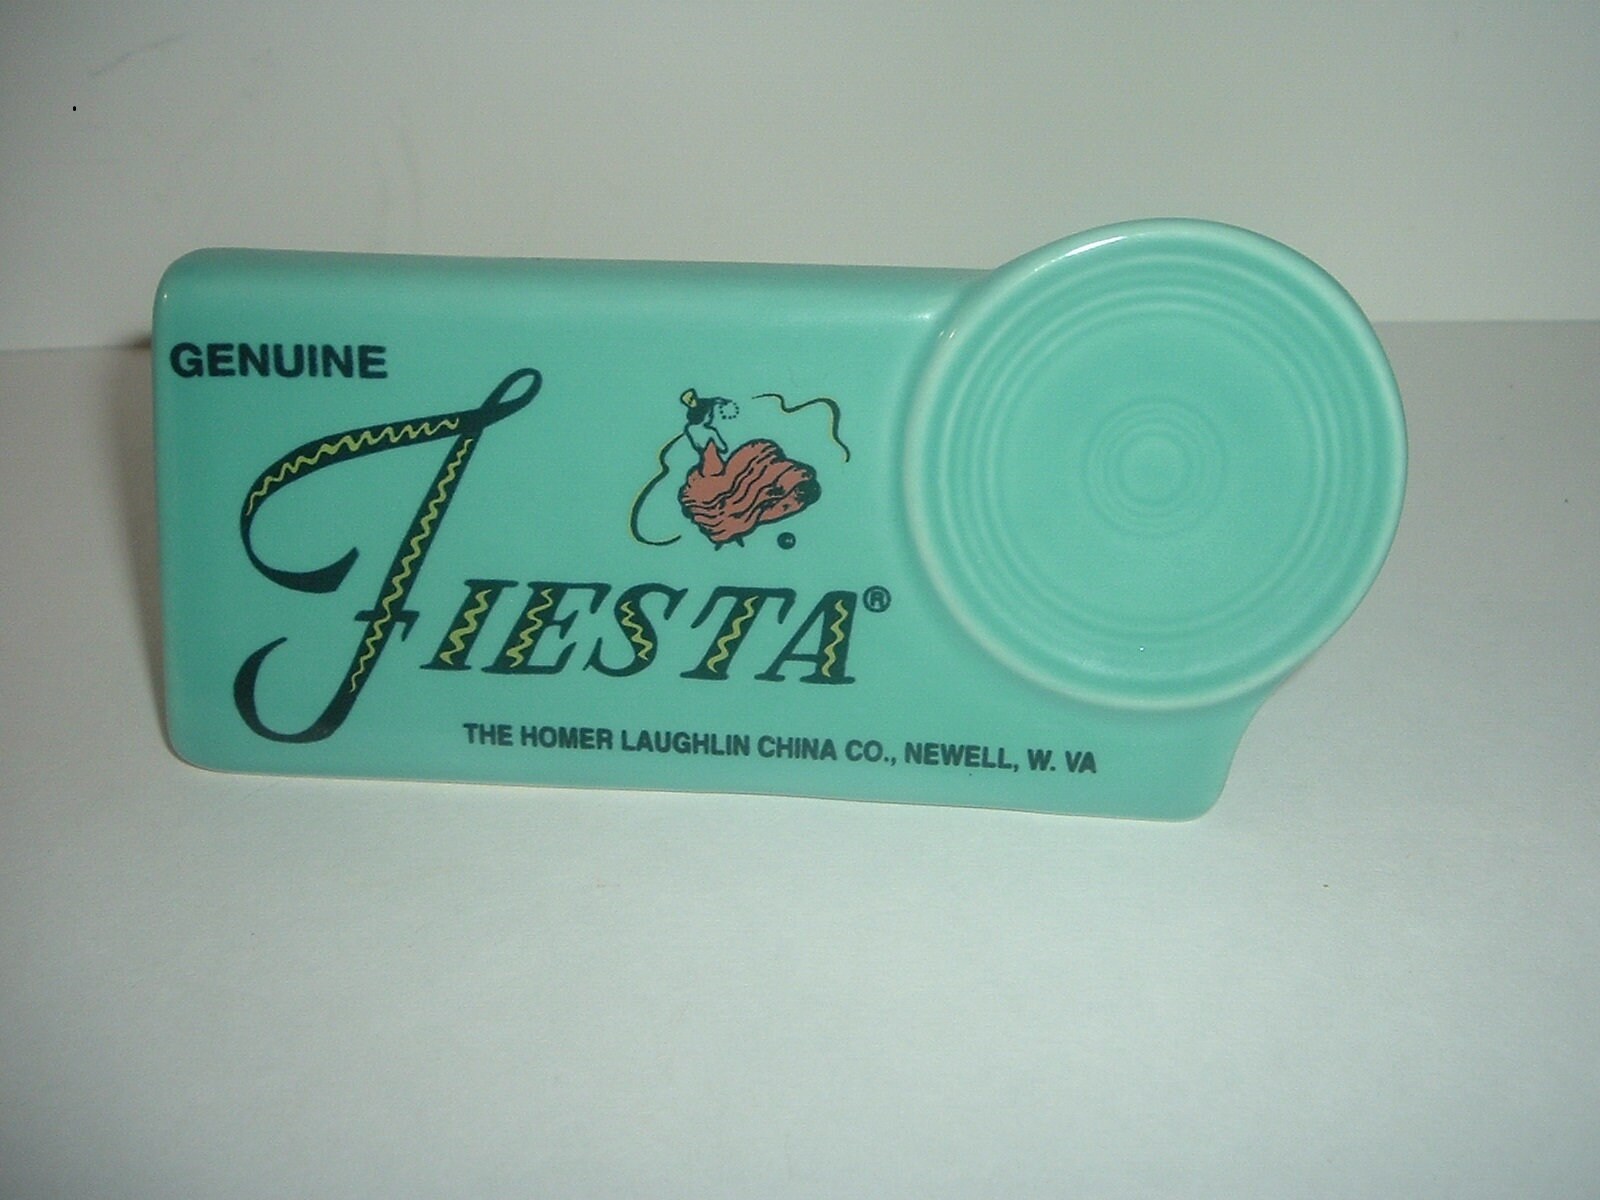 GENUINE
FIESTA®
THE HOMER LAUGHLIN CHINA CO., NEWELL, W. VA